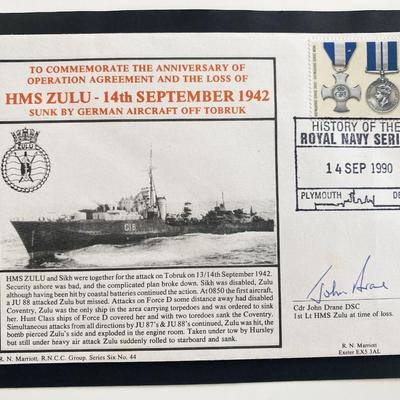 TO COMMEMORATE THE ANNIVERSARY OF
OPERATION AGREEMENT AND THE LOSS OF
HMS ZULU - 14th SEPTEMBER 1942
SUNK BY GERMAN AIRCRAFT OFF TOBRUK
ZULU
C18
HMS ZULU and Sikh were together for the attack on Tobruk on 13/14th September 1942.
Security ashore was bad, and the complicated plan broke down. Sikh was disabled, Zulu
although having been hit by coastal batteries continued the action. At 0850 the first aircraft,
a JU 88 attacked Zulu but missed. Attacks on Force D some distance away had disabled
Coventry, Zulu was the only ship in the area carrying toredoes and was ordered to sink
her. Hunt Class ships of Force D covered her and with two toredoes sank the Coventry.
Simultaneous attacks from all directions by JU 87's & JU 88's continued, Zulu was hit, the
bomb pierced Zulu's side and exploded in the engine room. Taken under tow by Hursley
but still under heavy air attack Zulu suddenly rolled to starboard and sank.
R. N. Marriott. R.N.C.C. Group. Series Six No. 44
HISTORY OF THE
ROYAL NAVY SERIE
14 SEP 1990
PLYMOUTH DE
John Drane
Cdr John Drane DSC
1st Lt HMS Zulu at time of loss.
R. N. Marriott
Exeter EX5 3AL